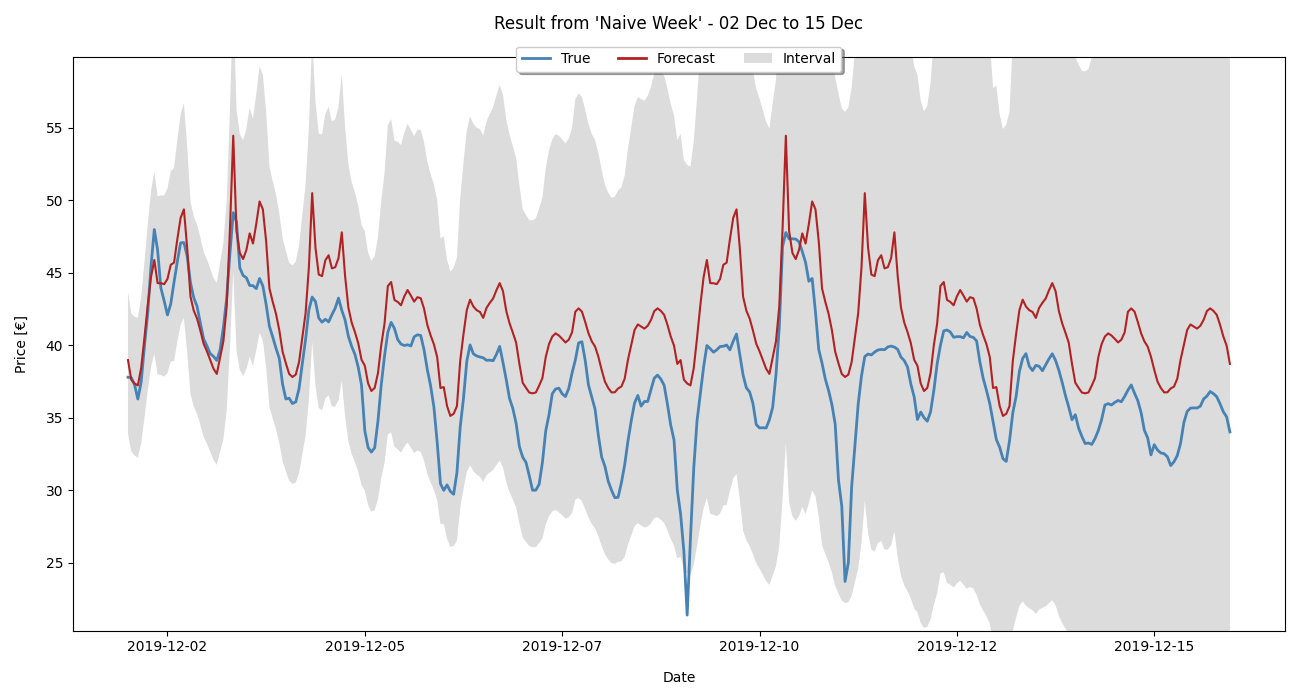 Result from 'Naive Week' - 02 Dec to 15 Dec
True Forecast Interval
Price [€]
55
50
45
40
35
30
25
2019-12-02 2019-12-05 2019-12-07 2019-12-10 2019-12-12 2019-12-15
Date